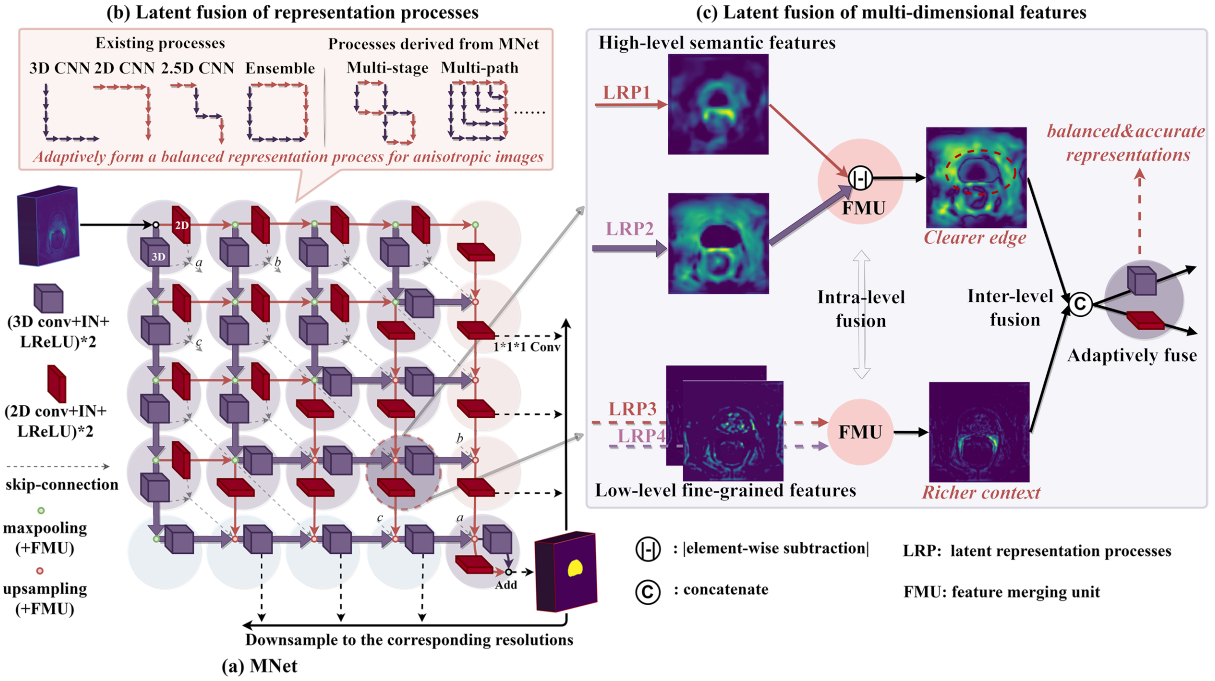 (b) Latent fusion of representation processes
Existing processes
3D CNN 2D CNN 2.5D CNN Ensemble
Processes derived from MNet
Multi-stage Multi-path
......
Adaptively form a balanced representation process for anisotropic images
2D
3D
a
b
c
(3D conv+IN+
LReLU)*2
(2D conv+IN+
LReLU)*2
skip-connection
maxpooling
(+FMU)
upsampling
(+FMU)
1*1*1 Conv
b
c
a
Add
Downsample to the corresponding resolutions
(a) MNet
(c) Latent fusion of multi-dimensional features
High-level semantic features
LRP1
LRP2
|-|
FMU
Clearer edge
balanced&accurate
representations
Intra-level
fusion
Inter-level
fusion
C
Adaptively fuse
LRP3
LRP4
FMU
Low-level fine-grained features
Richer context
|-| : |element-wise subtraction|
LRP: latent representation processes
C : concatenate
FMU: feature merging unit